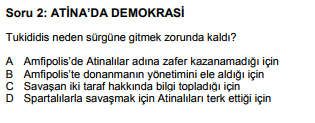 Soru 2: ATİNA'DA DEMOKRASİ
Tukididis neden sürgüne gitmek zorunda kaldı?
A Amfipolis'de Atinalılar adına zafer kazanamadığı için
B Amfipolis'te donanmanın yönetimini ele aldığı için
C Savaşan iki taraf hakkında bilgi topladığı için
D Spartalılarla savaşmak için Atinalıları terk ettiği için